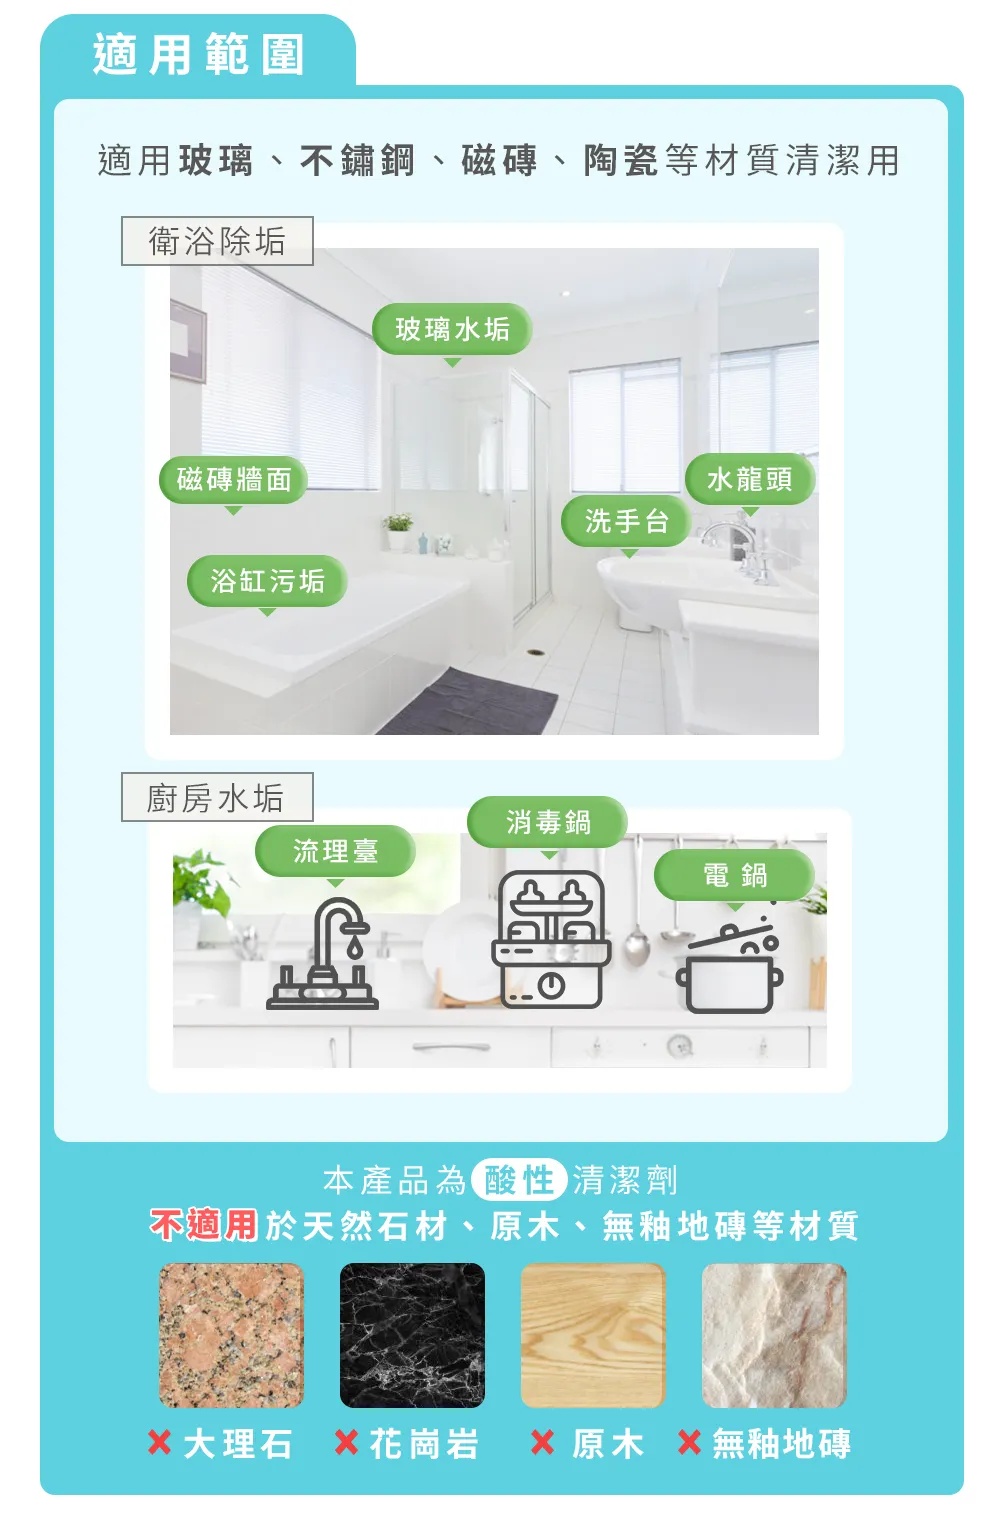 適用範圍
適用玻璃、不鏽鋼、磁磚、陶瓷等材質清潔用
衛浴除垢
玻璃水垢
磁磚牆面
水龍頭
洗手台
浴缸污垢
廚房水垢
消毒鍋
流理臺
電 鍋
本產品為酸性清潔劑
不適用於天然石材、原木、無釉地磚等材質
大理石
花崗岩
原木
無釉地磚